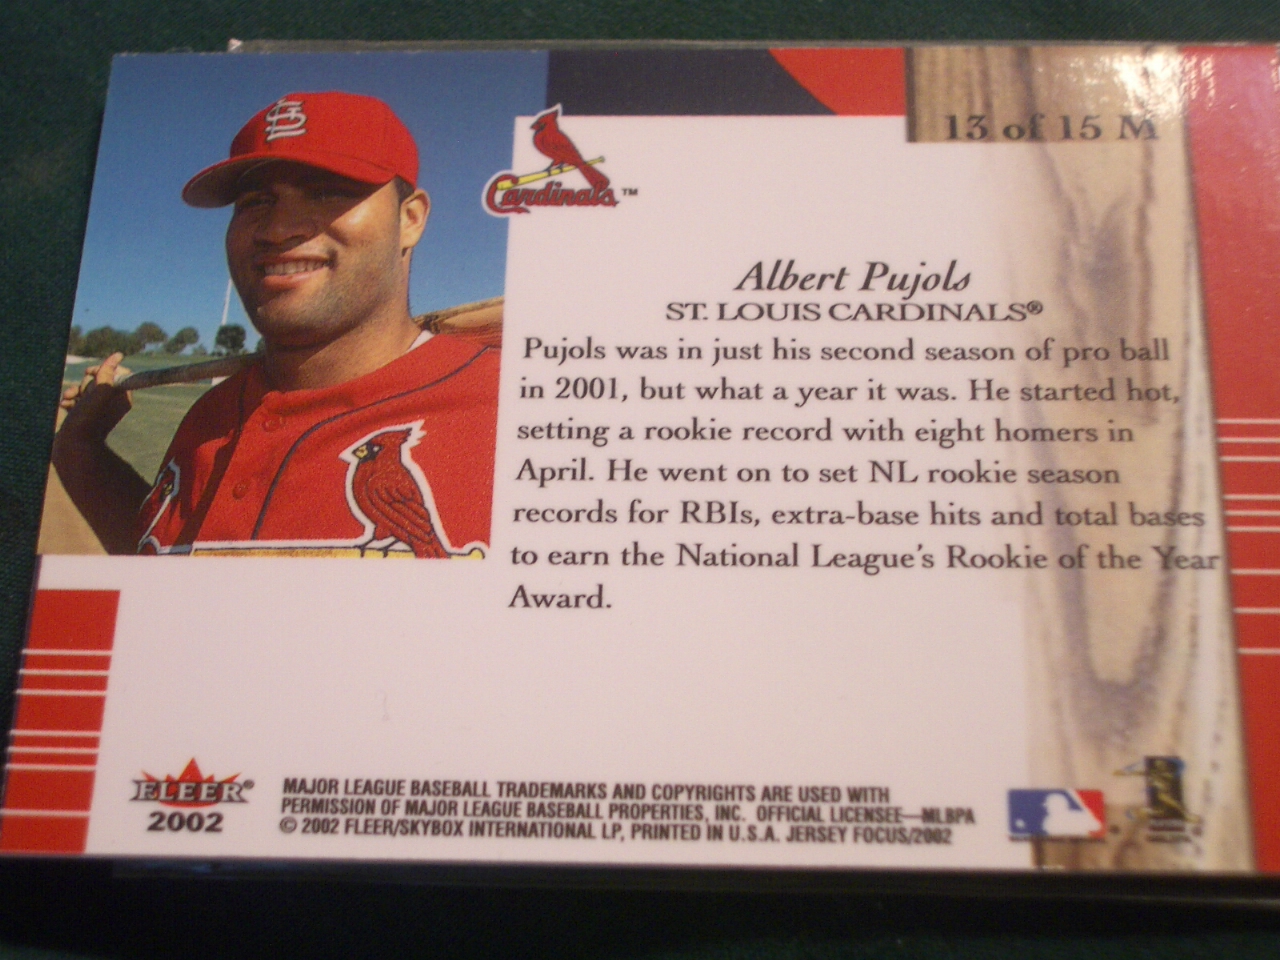 13 of 15 M
Cardinals™
Albert Pujols
ST. LOUIS CARDINALS®
Pujols was in just his second season of pro ball
in 2001, but what a year it was. He started hot,
setting a rookie record with eight homers in
April. He went on to set NL rookie season
records for RBIs, extra-base hits and total bases
to earn the National League's Rookie of the Year
Award.
FLEER®
2002
MAJOR LEAGUE BASEBALL TRADEMARKS AND COPYRIGHTS ARE USED WITH
PERMISSION OF MAJOR LEAGUE BASEBALL PROPERTIES, INC. OFFICIAL LICENSEE—MLBPA
© 2002 FLEER/SKYBOX INTERNATIONAL LP, PRINTED IN U.S.A. JERSEY FOCUS/2002